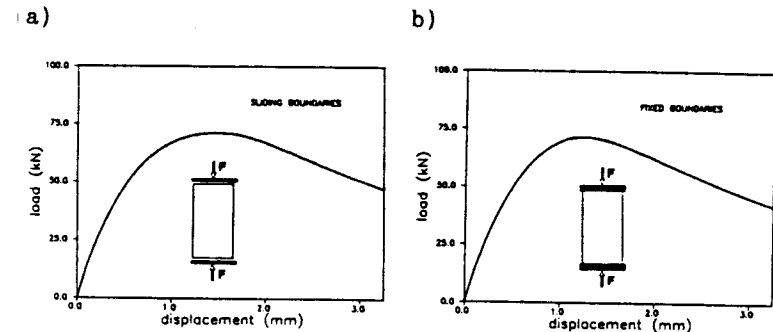 a)
100.0
75.0
50.0
25.0
0.0
load (kN)
SLIDING BOUNDARIES
F
F
0.0 1.0 2.0 3.0
displacement (mm)
b)
100.0
75.0
50.0
25.0
0.0
load (kN)
FIXED BOUNDARIES
F
F
0.0 1.0 2.0 3.0
displacement (mm)